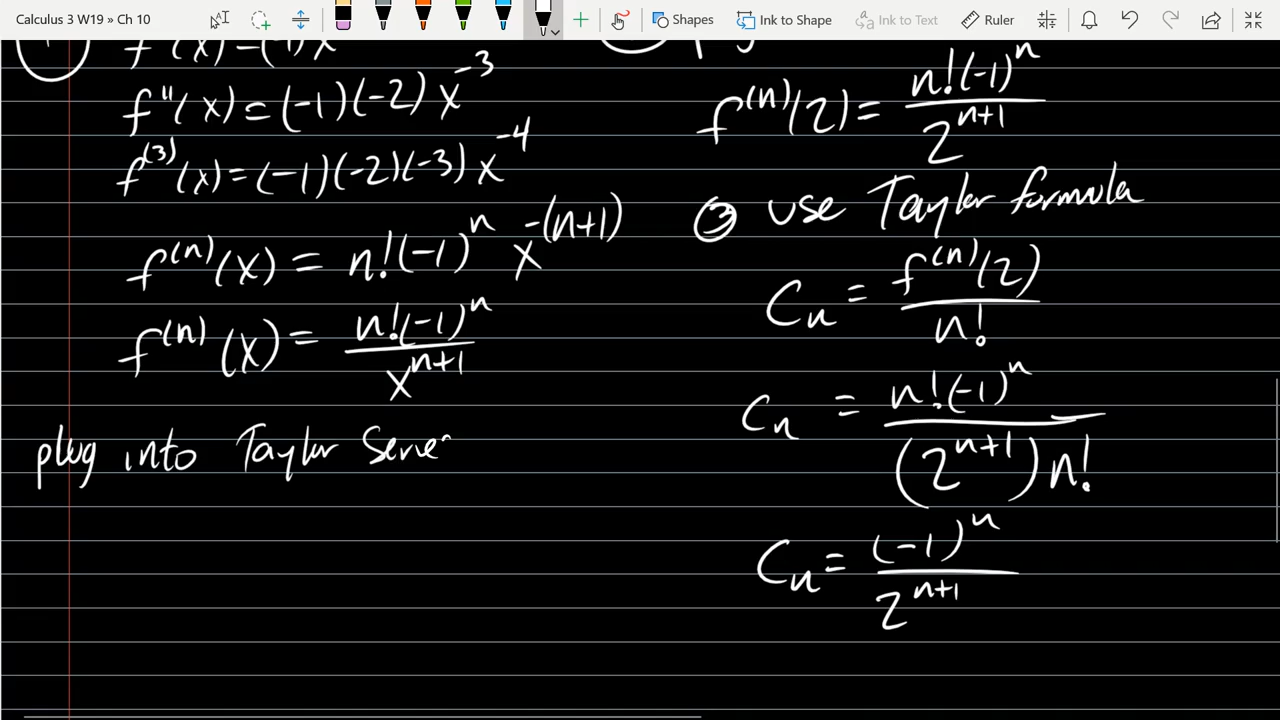 Calculus 3 W19 » Ch 10
Shapes
Ink to Shape
Ink to Text
Ruler
f''(x) = (-1)(-2) x^-3
f^(3)(x) = (-1)(-2)(-3) x^-4
f^(n)(x) = n!(-1)^n x^-(n+1)
f^(n)(x) = n!(-1)^n / x^n+1
plug into Taylor Serie
f^(n)(2) = n!(-1)^n / 2^n+1
③ use Taylor formula
Cn = f^(n)(2) / n!
Cn = n!(-1)^n / (2^n+1)n!
Cn = (-1)^n / 2^n+1